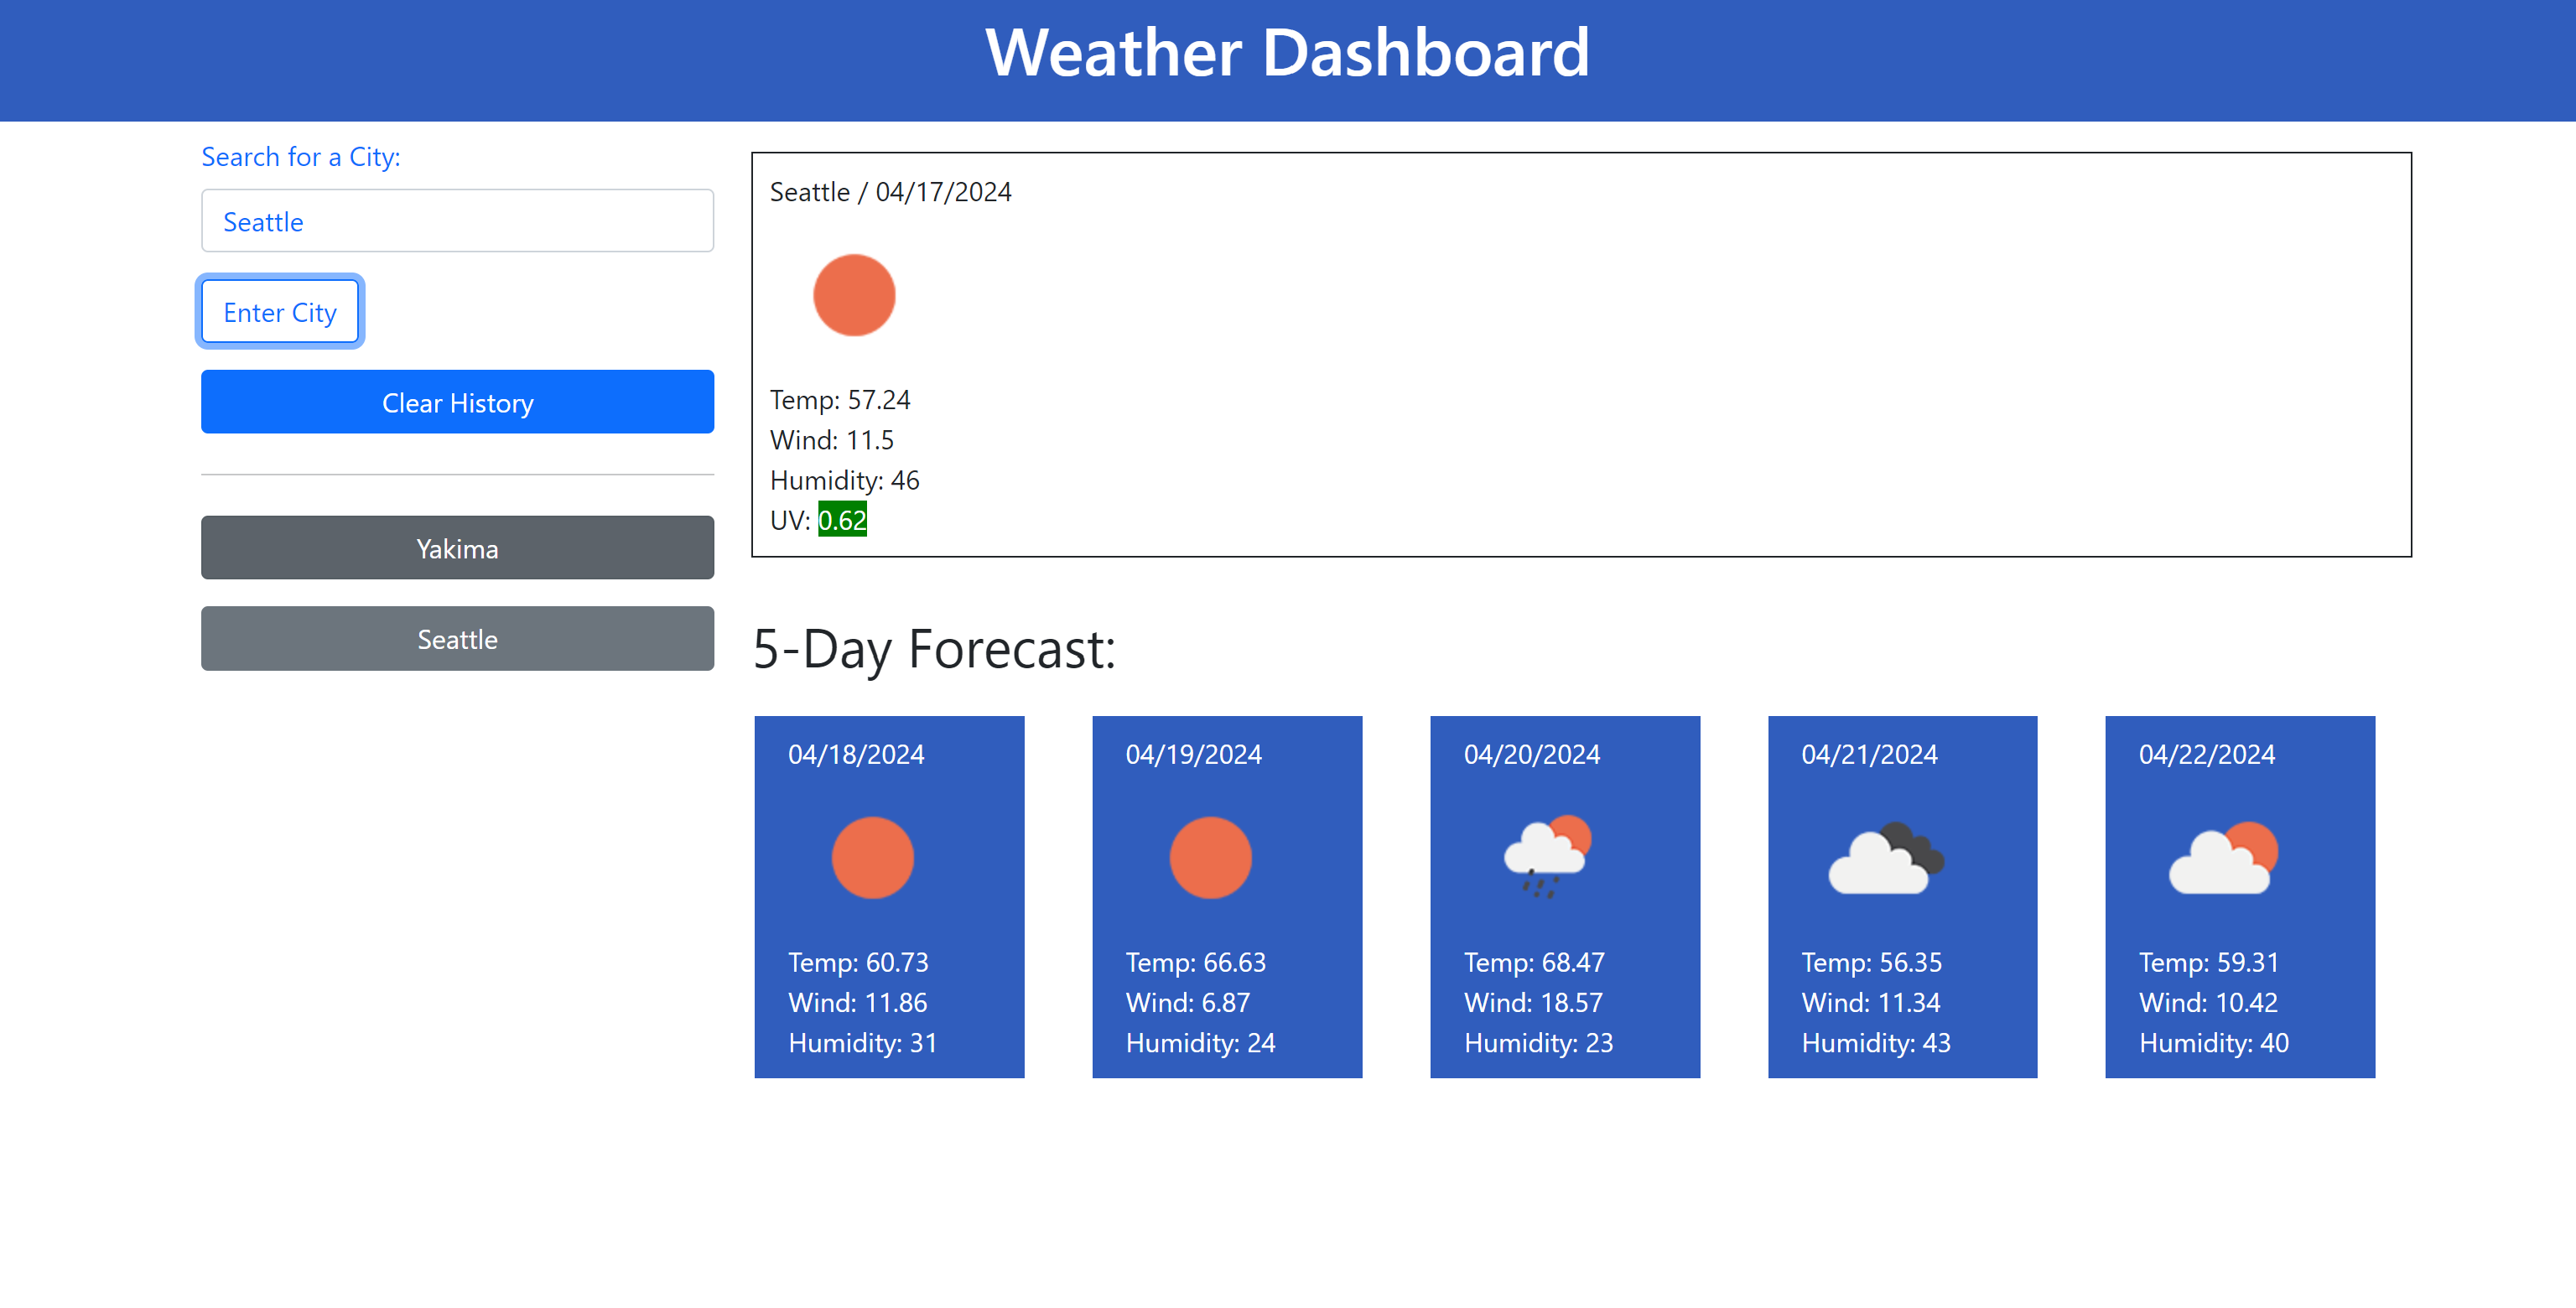 Weather Dashboard
Search for a City:
Seattle
Enter City
Clear History
Yakima
Seattle
Seattle / 04/17/2024
Temp: 57.24
Wind: 11.5
Humidity: 46
UV: 0.62
5-Day Forecast:
04/18/2024
Temp: 60.73
Wind: 11.86
Humidity: 31
04/19/2024
Temp: 66.63
Wind: 6.87
Humidity: 24
04/20/2024
Temp: 68.47
Wind: 18.57
Humidity: 23
04/21/2024
Temp: 56.35
Wind: 11.34
Humidity: 43
04/22/2024
Temp: 59.31
Wind: 10.42
Humidity: 40